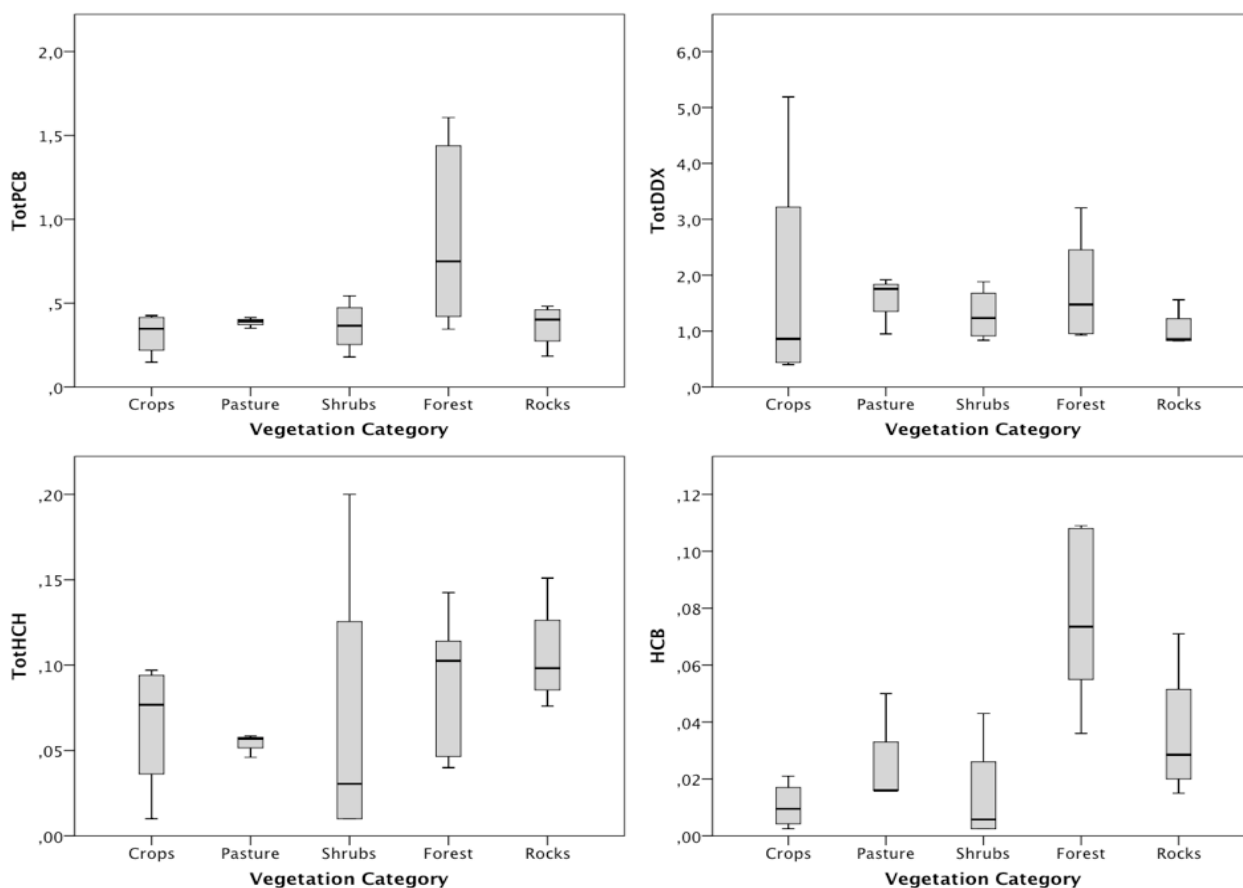 TotPCB
2,0
1,5
1,0
,5
,0
Crops Pasture Shrubs Forest Rocks
Vegetation Category
TotDDX
6,0
5,0
4,0
3,0
2,0
1,0
,0
Crops Pasture Shrubs Forest Rocks
Vegetation Category
TotHCH
,20
,15
,10
,05
,00
Crops Pasture Shrubs Forest Rocks
Vegetation Category
HCB
,12
,10
,08
,06
,04
,02
,00
Crops Pasture Shrubs Forest Rocks
Vegetation Category